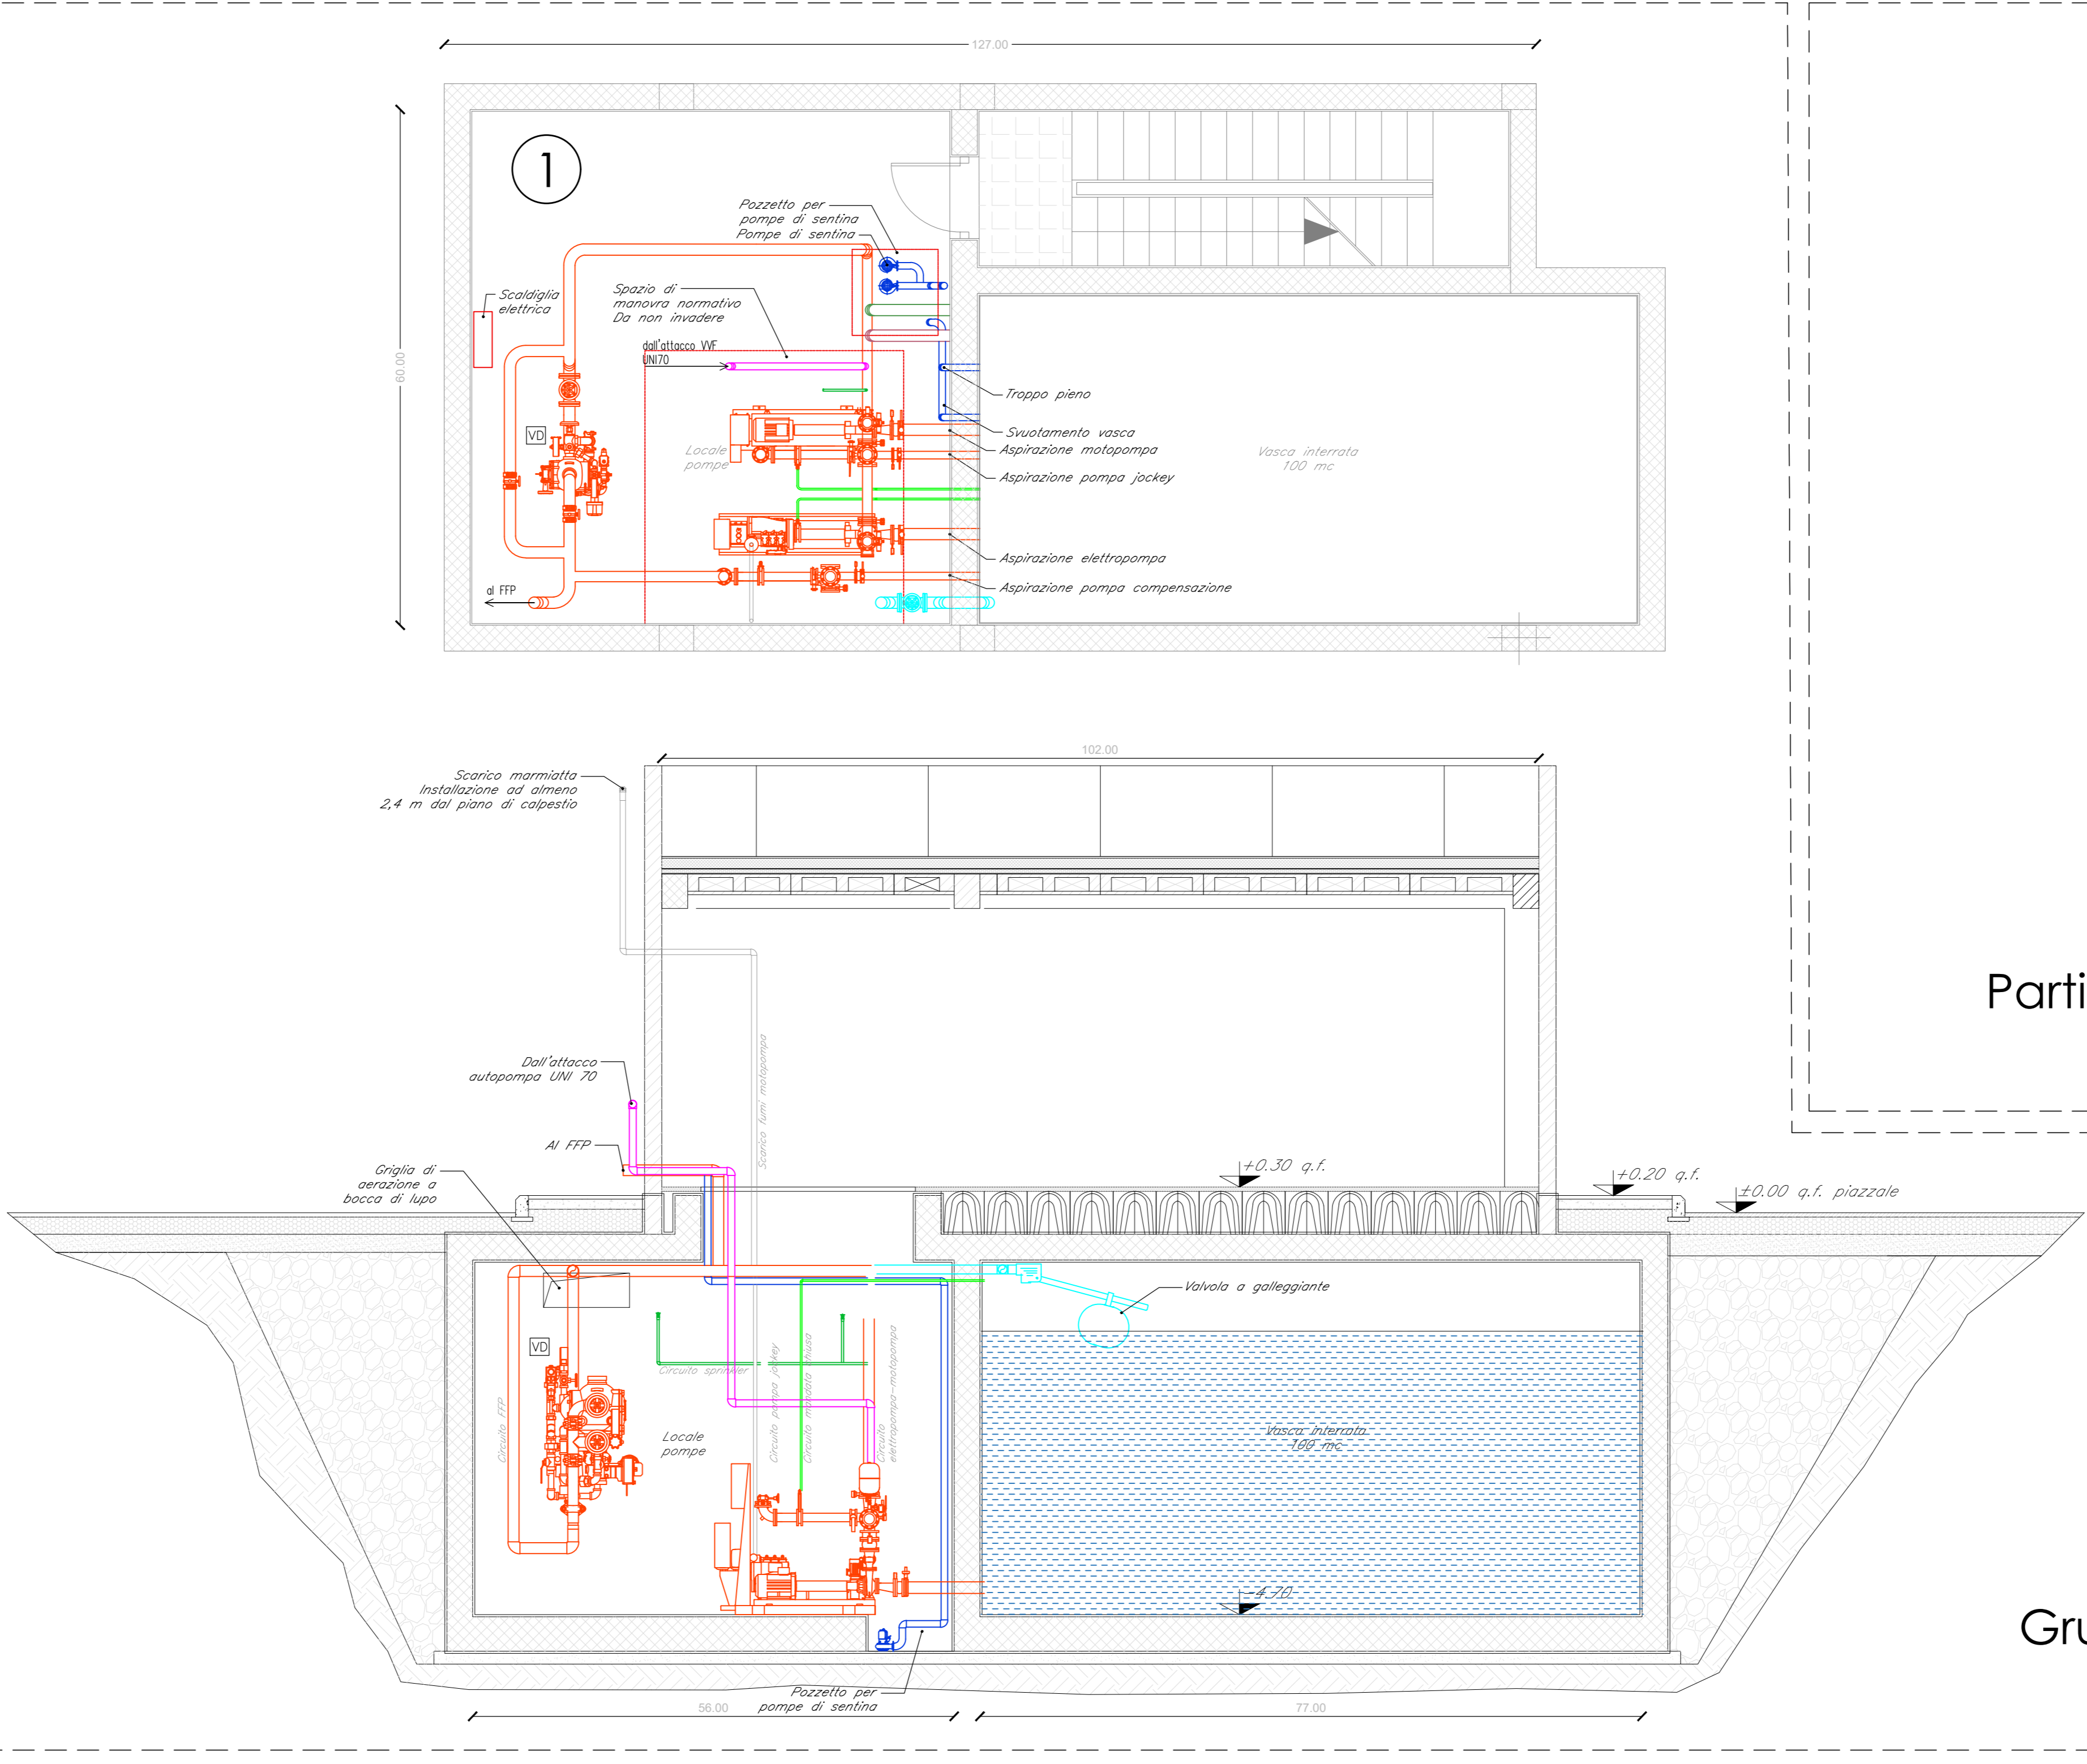 127.00
60.00
1
Pozzetto per
pompe di sentina
Pompe di sentina
Scaldiglia
elettrica
Spazio di
manovra normativo
Da non invadere
dall'attacco VVF
UNI70
VD
Locale
pompe
Troppo pieno
Svuotamento vasca
Aspirazione motopompa
Aspirazione pompa jockey
Vasca interrata
100 mc
Aspirazione elettropompa
Aspirazione pompa compensazione
al FFP
102.00
Scarico marmiatta
Installazione ad almeno
2,4 m dal piano di calpestio
Parti
Scarico fumi motopompa
Dall'attacco
autopompa UNI 70
Al FFP
Griglia di
aerazione a
bocca di lupo
+0.30 q.f.
+0.20 q.f.
±0.00 q.f. piazzale
Valvola a galleggiante
VD
Circuito sprinkler
Circuito FFP
Locale
pompe
Circuito pompa jockey
Circuito mandata chiusa
Circuito
elettropompa-motopompa
Vasca interrata
100 mc
-4.70
Gru
Pozzetto per
pompe di sentina
56.00
77.00